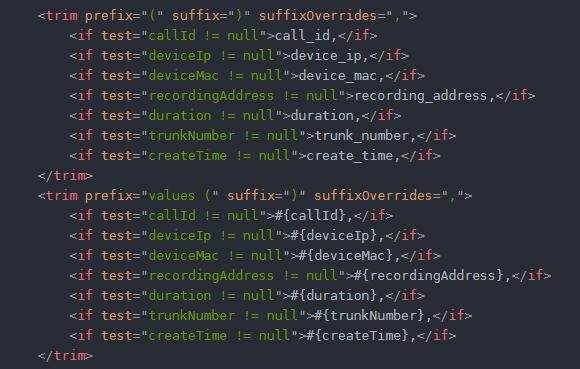 <trim prefix="(" suffix=")" suffixOverrides=",">
<if test="callId != null">call_id,</if>
<if test="deviceIp != null">device_ip,</if>
<if test="deviceMac != null">device_mac,</if>
<if test="recordingAddress != null">recording_address,</if>
<if test="duration != null">duration,</if>
<if test="trunkNumber != null">trunk_number,</if>
<if test="createTime != null">create_time,</if>
</trim>
<trim prefix="values (" suffix=")" suffixOverrides=",">
<if test="callId != null">#{callId},</if>
<if test="deviceIp != null">#{deviceIp},</if>
<if test="deviceMac != null">#{deviceMac},</if>
<if test="recordingAddress != null">#{recordingAddress},</if>
<if test="duration != null">#{duration},</if>
<if test="trunkNumber != null">#{trunkNumber},</if>
<if test="createTime != null">#{createTime},</if>
</trim>